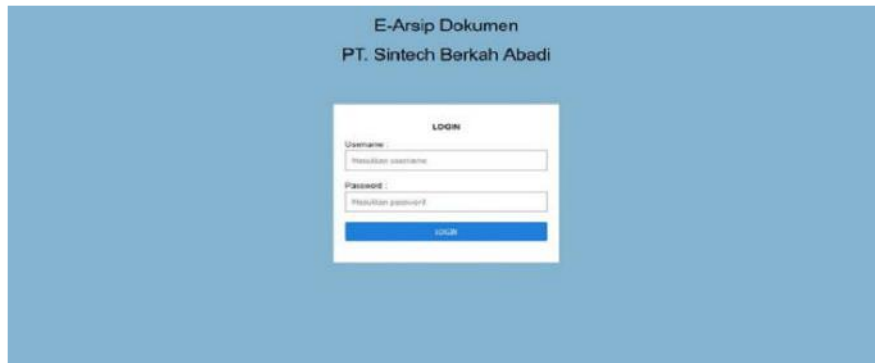 E-Arsip Dokumen
PT. Sintech Berkah Abadi
LOGIN
Username :
Masukkan username
Password :
Masukkan password
LOGIN